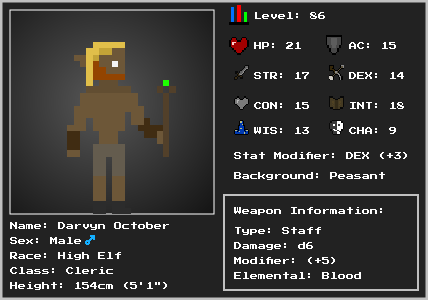 Level: 86
HP: 21
AC: 15
STR: 17
DEX: 14
CON: 15
INT: 18
WIS: 13
CHA: 9
Stat Modifier: DEX (+3)
Background: Peasant
Name: Darvyn October
Sex: Male♂
Race: High Elf
Class: Cleric
Height: 154cm (5'1")
Weapon Information:
Type: Staff
Damage: d6
Modifier: (+5)
Elemental: Blood